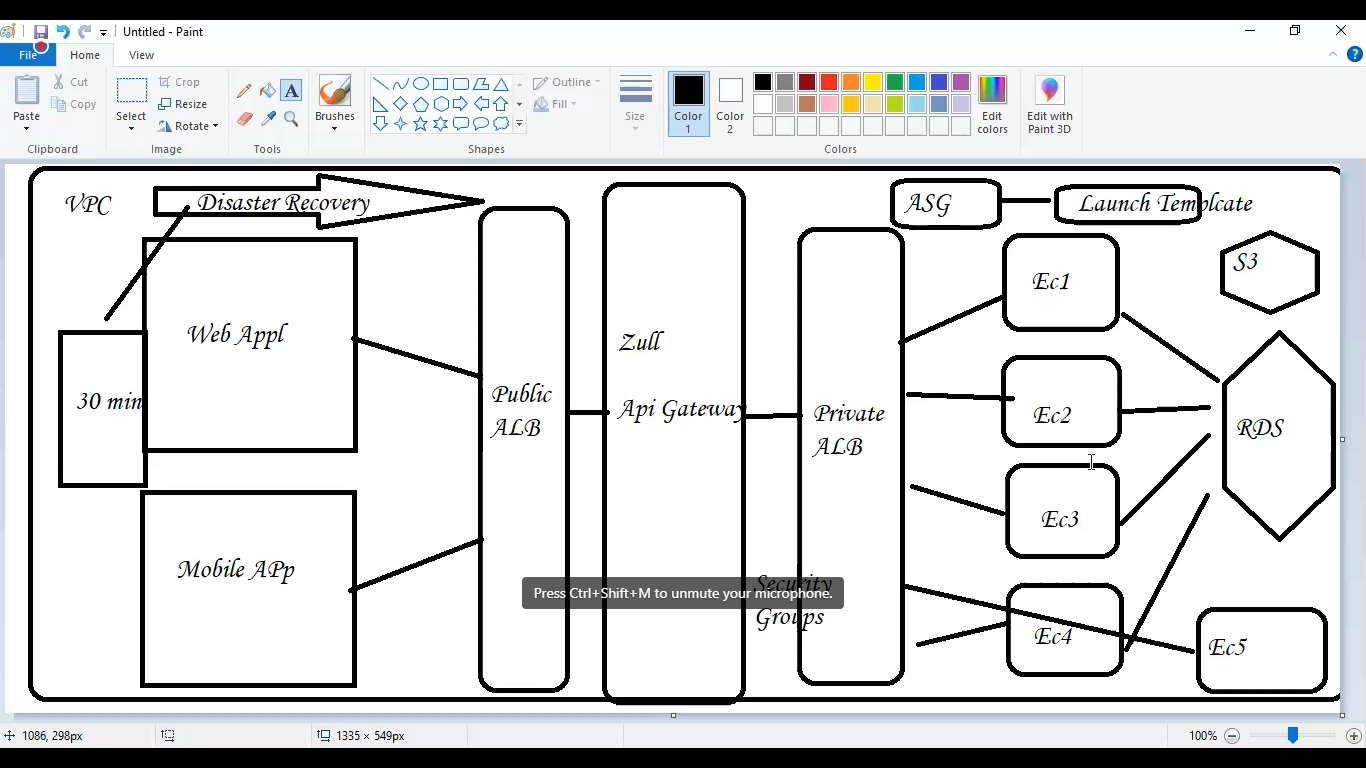 Untitled - Paint
File
Home
View
Paste
Cut
Copy
Clipboard
Select
Crop
Resize
Rotate
Image
A
Tools
Brushes
Shapes
Outline
Fill
Size
Color
1
Color
2
Edit
colors
Colors
Edit with
Paint 3D
?
VPC
Disaster Recovery
ASG
Launch Templcate
S3
Ec1
Web Appl
Zull
30 min
Public
ALB
Api Gateway
Private
ALB
Ec2
RDS
Ec3
Mobile APp
Security
Groups
Press Ctrl+Shift+M to unmute your microphone.
Ec4
Ec5
1086, 298px
1335 × 549px
100%